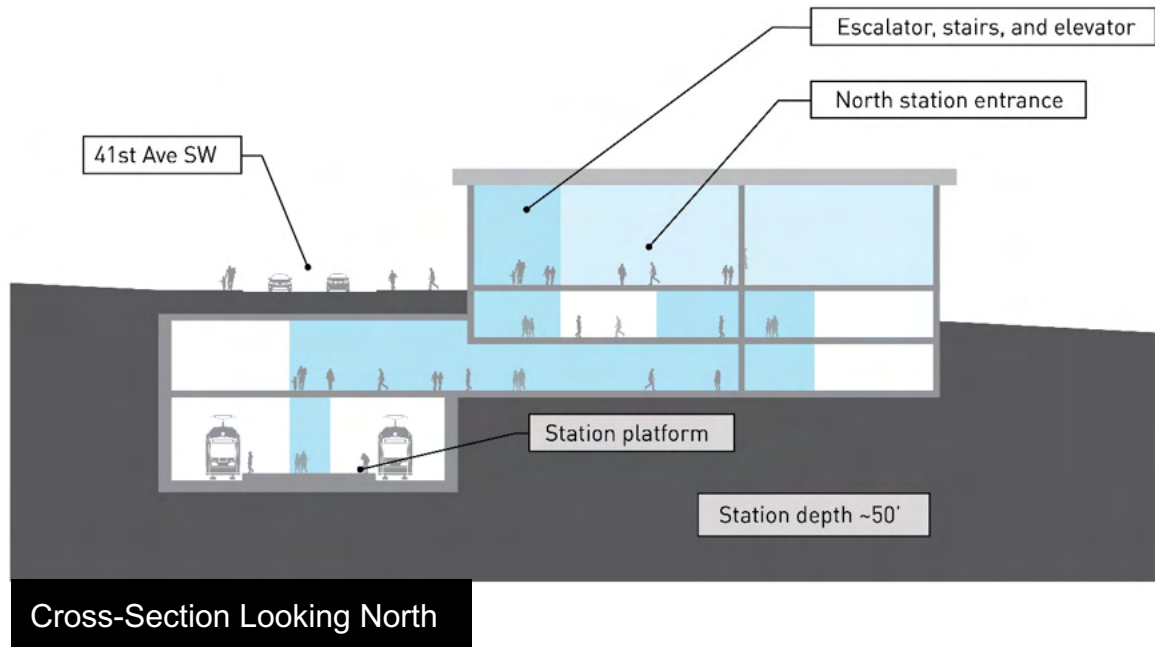 Escalator, stairs, and elevator
North station entrance
41st Ave SW
Station platform
Station depth ~50'
Cross-Section Looking North